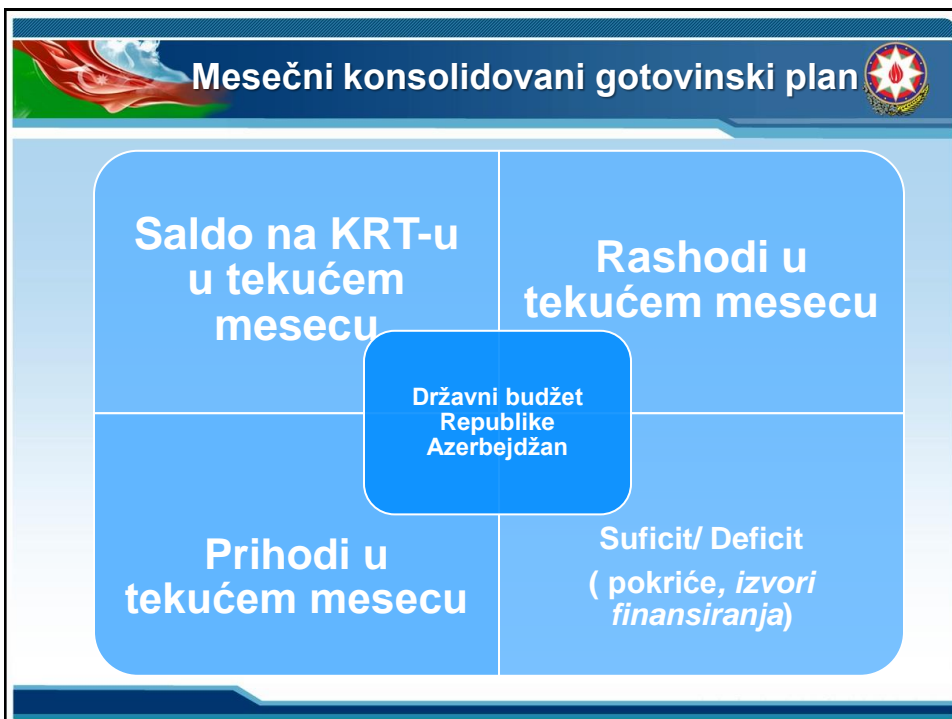 Mesečni konsolidovani gotovinski plan
Saldo na KRT-u
u tekućem
mesecu
Rashodi u
tekućem mesecu
Državni budžet
Republike
Azerbejdžan
Prihodi u
tekućem mesecu
Suficit/ Deficit
( pokriće, izvori
finansiranja)